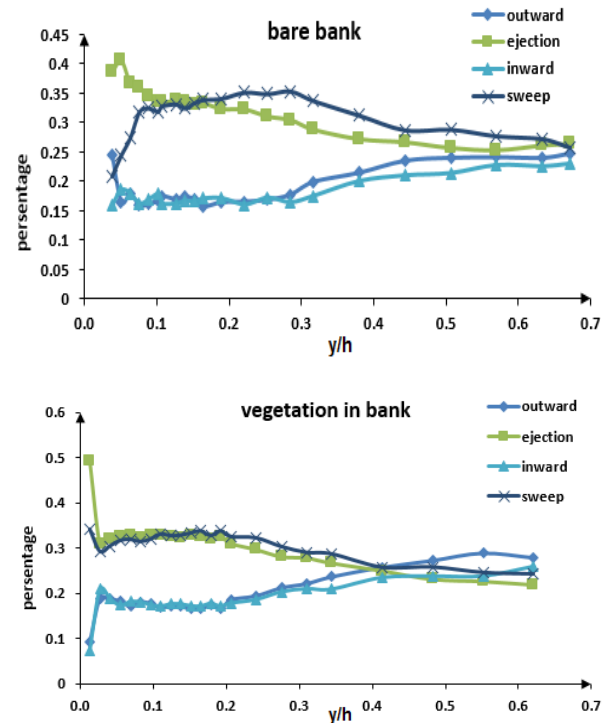 bare bank
outward
ejection
inward
sweep
persentage
0.45
0.4
0.35
0.3
0.25
0.2
0.15
0.1
0.05
0
0.0 0.1 0.2 0.3 0.4 0.5 0.6 0.7
y/h
vegetation in bank
outward
ejection
inward
sweep
persentage
0.6
0.5
0.4
0.3
0.2
0.1
0
0.0 0.1 0.2 0.3 0.4 0.5 0.6 0.7
y/h